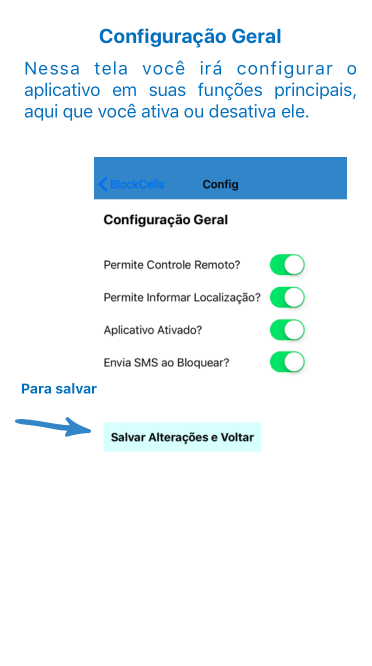 Configuração Geral
Nessa tela você irá configurar o
aplicativo em suas funções principais,
aqui que você ativa ou desativa ele.
BlockCells
Config
Configuração Geral
Permite Controle Remoto?
Permite Informar Localização?
Aplicativo Ativado?
Envia SMS ao Bloquear?
Para salvar
Salvar Alterações e Voltar